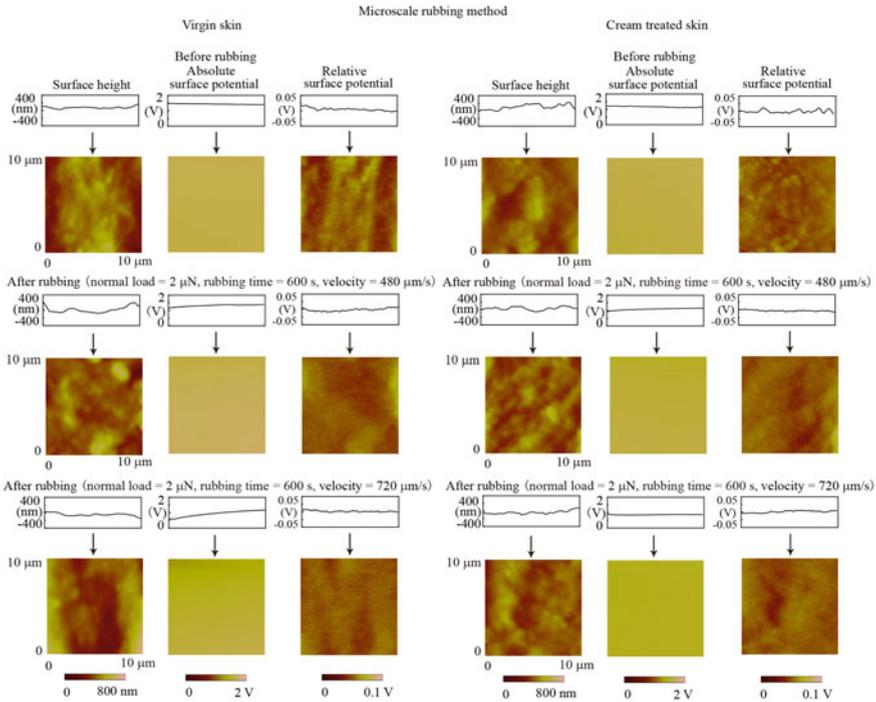 Microscale rubbing method
Virgin skin
Cream treated skin
Before rubbing
Surface height
Absolute
surface potential
Relative
surface potential
Before rubbing
Surface height
Absolute
surface potential
Relative
surface potential
400
(nm)
-400
2
(V)
0
0.05
(V)
-0.05
400
(nm)
-400
2
(V)
0
0.05
(V)
-0.05
10 μm
0
0
10 μm
10 μm
0
0
10 μm
After rubbing (normal load = 2 μN, rubbing time = 600 s, velocity = 480 μm/s)
After rubbing (normal load = 2 μN, rubbing time = 600 s, velocity = 480 μm/s)
400
(nm)
-400
2
(V)
0
0.05
(V)
-0.05
400
(nm)
-400
2
(V)
0
0.05
(V)
-0.05
10 μm
0
0
10 μm
10 μm
0
0
10 μm
After rubbing (normal load = 2 μN, rubbing time = 600 s, velocity = 720 μm/s)
After rubbing (normal load = 2 μN, rubbing time = 600 s, velocity = 720 μm/s)
400
(nm)
-400
2
(V)
0
0.05
(V)
-0.05
400
(nm)
-400
2
(V)
0
0.05
(V)
-0.05
10 μm
0
0
10 μm
10 μm
0
0
10 μm
0 800 nm
0 2 V
0 0.1 V
0 800 nm
0 2 V
0 0.1 V